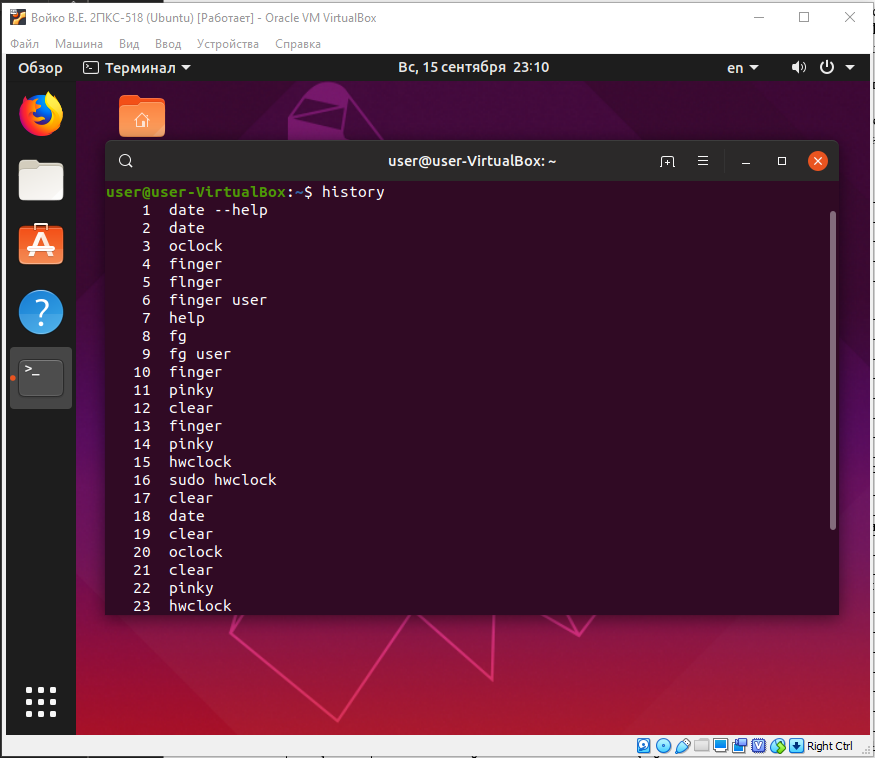 Войко В.Е. 2ПКС-518 (Ubuntu) [Работает] - Oracle VM VirtualBox
Файл Машина Вид Ввод Устройства Справка
Обзор Терминал Вс, 15 сентября 23:10 en
user@user-VirtualBox: ~
user@user-VirtualBox:~$ history
1 date --help
2 date
3 oclock
4 finger
5 flnger
6 finger user
7 help
8 fg
9 fg user
10 finger
11 pinky
12 clear
13 finger
14 pinky
15 hwclock
16 sudo hwclock
17 clear
18 date
19 clear
20 oclock
21 clear
22 pinky
23 hwclock
Right Ctrl